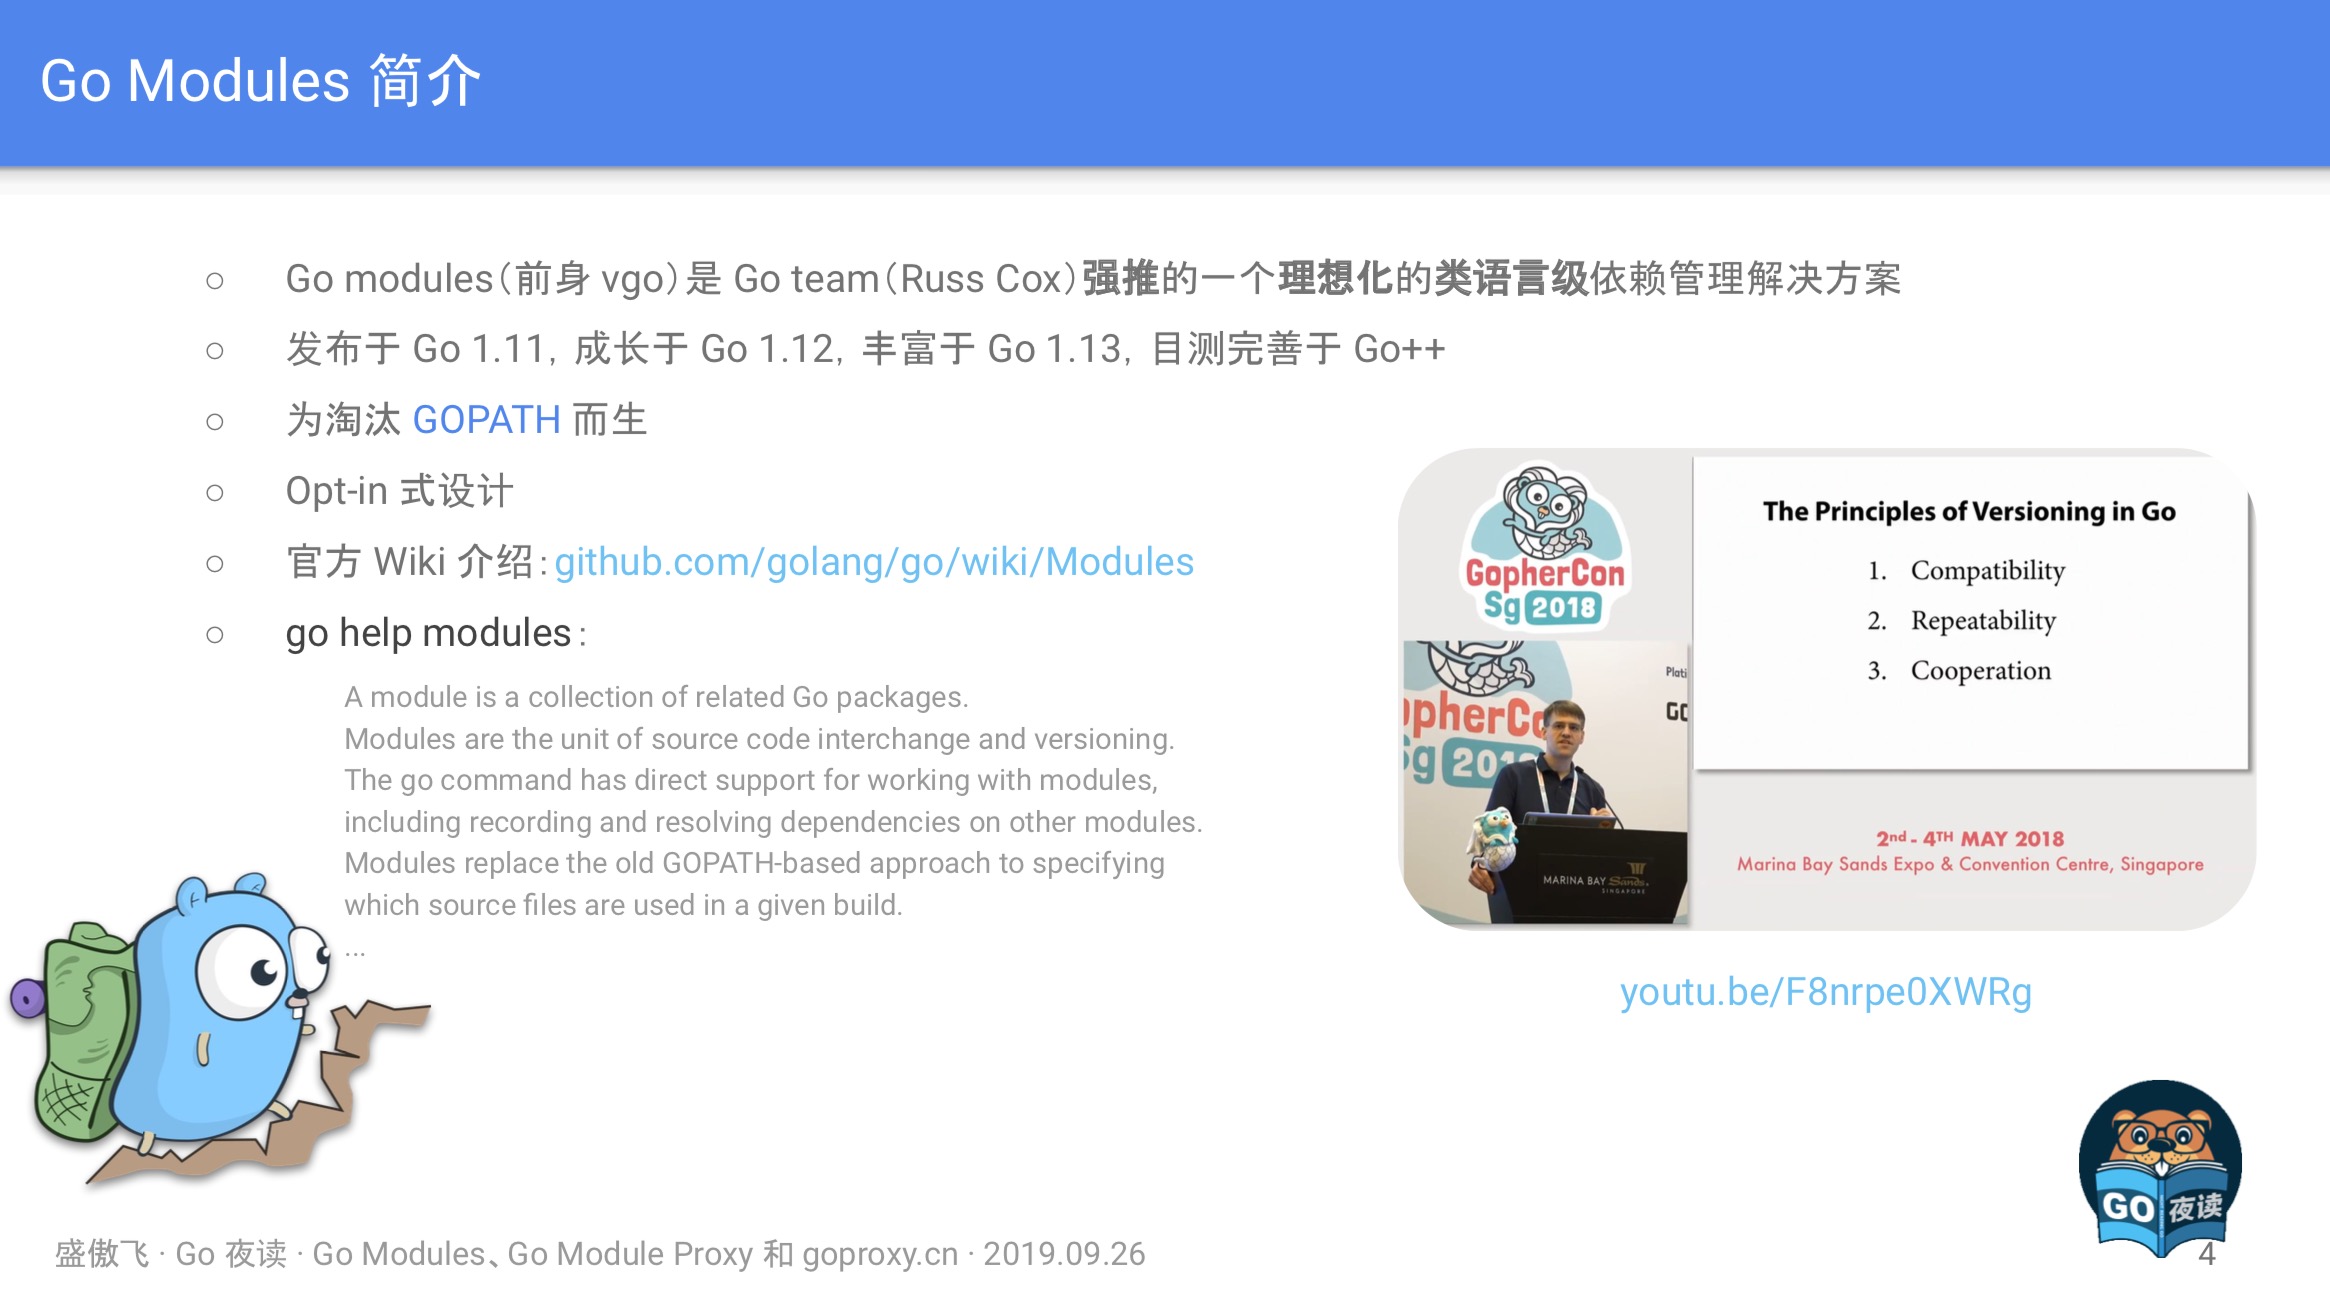 Go Modules 简介
Go modules（前身 vgo）是 Go team（Russ Cox）强推的一个理想化的类语言级依赖管理解决方案
发布于 Go 1.11，成长于 Go 1.12，丰富于 Go 1.13，目测完善于 Go++
为淘汰 GOPATH 而生
Opt-in 式设计
官方 Wiki 介绍：github.com/golang/go/wiki/Modules
go help modules：
A module is a collection of related Go packages.
Modules are the unit of source code interchange and versioning.
The go command has direct support for working with modules,
including recording and resolving dependencies on other modules.
Modules replace the old GOPATH-based approach to specifying
which source files are used in a given build.
...
GopherCon
Sg 2018
The Principles of Versioning in Go
1. Compatibility
2. Repeatability
3. Cooperation
Plati
GO
pherCo
Sg 2018
MARINA BAY Sands.
SINGAPORE
2nd - 4TH MAY 2018
Marina Bay Sands Expo & Convention Centre, Singapore
youtu.be/F8nrpe0XWRg
GO 夜读
盛傲飞 · Go 夜读 · Go Modules、Go Module Proxy 和 goproxy.cn · 2019.09.26
4